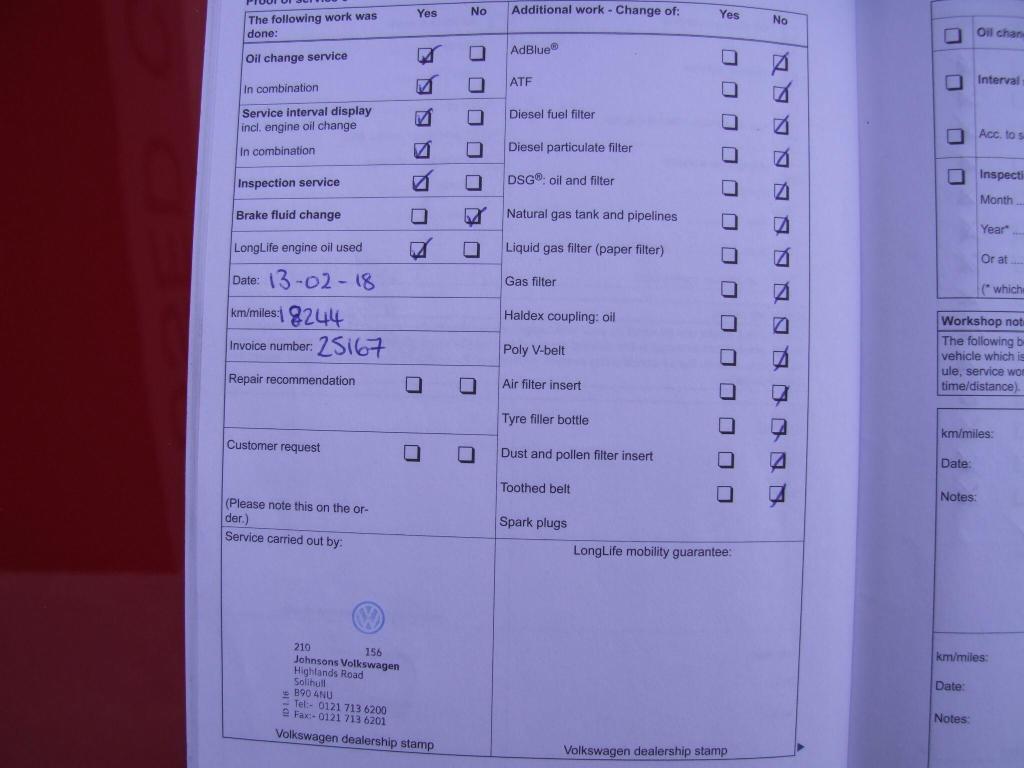 Proof of service
The following work was done: Yes No
Oil change service
In combination
Service interval display
incl. engine oil change
In combination
Inspection service
Brake fluid change
LongLife engine oil used
Date: 13-02-18
km/miles: 18244
Invoice number: 25167
Repair recommendation
Customer request
(Please note this on the or-
der.)
Service carried out by:
210 156
Johnsons Volkswagen
Highlands Road
Solihull
B90 4NU
Tel:- 0121 713 6200
Fax:- 0121 713 6201
Volkswagen dealership stamp
Additional work - Change of: Yes No
AdBlue®
ATF
Diesel fuel filter
Diesel particulate filter
DSG®: oil and filter
Natural gas tank and pipelines
Liquid gas filter (paper filter)
Gas filter
Haldex coupling: oil
Poly V-belt
Air filter insert
Tyre filler bottle
Dust and pollen filter insert
Toothed belt
Spark plugs
LongLife mobility guarantee:
Volkswagen dealership stamp
Oil chan
Interval
Acc. to s
Inspecti
Month ....
Year* ....
Or at ....
(* which
Workshop not
The following b
vehicle which is
ule, service wor
time/distance).
km/miles:
Date:
Notes:
km/miles:
Date:
Notes: